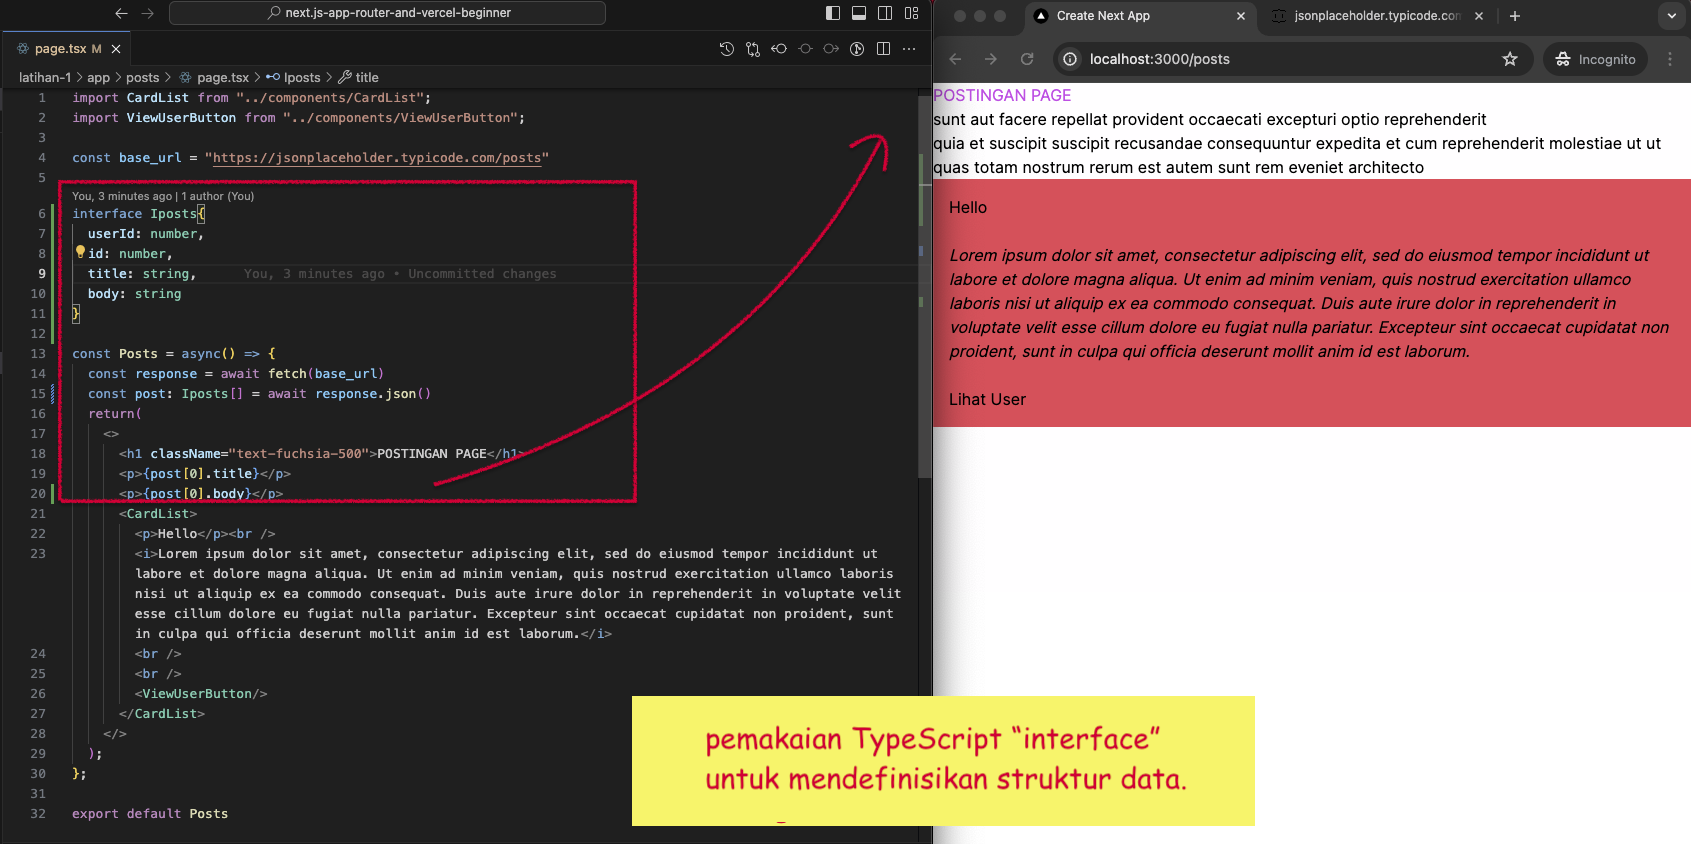 next.js-app-router-and-vercel-beginner
page.tsx M
latihan-1 > app > posts > page.tsx > Iposts > title
1 import CardList from "../components/CardList";
2 import ViewUserButton from "../components/ViewUserButton";
3
4 const base_url = "https://jsonplaceholder.typicode.com/posts"
5
You, 3 minutes ago | 1 author (You)
6 interface Iposts{
7 userId: number,
8 id: number,
9 title: string, You, 3 minutes ago • Uncommitted changes
10 body: string
11 }
12
13 const Posts = async() => {
14 const response = await fetch(base_url)
15 const post: Iposts[] = await response.json()
16 return(
17 <>
18 <h1 className="text-fuchsia-500">POSTINGAN PAGE</h1>
19 <p>{post[0].title}</p>
20 <p>{post[0].body}</p>
21 <CardList>
22 <p>Hello</p><br />
23 <i>Lorem ipsum dolor sit amet, consectetur adipiscing elit, sed do eiusmod tempor incididunt ut
labore et dolore magna aliqua. Ut enim ad minim veniam, quis nostrud exercitation ullamco laboris
nisi ut aliquip ex ea commodo consequat. Duis aute irure dolor in reprehenderit in voluptate velit
esse cillum dolore eu fugiat nulla pariatur. Excepteur sint occaecat cupidatat non proident, sunt
in culpa qui officia deserunt mollit anim id est laborum.</i>
24 <br />
25 <br />
26 <ViewUserButton/>
27 </CardList>
28 </>
29 );
30 };
31
32 export default Posts
Create Next App
jsonplaceholder.typicode.com
localhost:3000/posts
Incognito
POSTINGAN PAGE
sunt aut facere repellat provident occaecati excepturi optio reprehenderit
quia et suscipit suscipit recusandae consequuntur expedita et cum reprehenderit molestiae ut ut
quas totam nostrum rerum est autem sunt rem eveniet architecto
Hello
Lorem ipsum dolor sit amet, consectetur adipiscing elit, sed do eiusmod tempor incididunt ut
labore et dolore magna aliqua. Ut enim ad minim veniam, quis nostrud exercitation ullamco
laboris nisi ut aliquip ex ea commodo consequat. Duis aute irure dolor in reprehenderit in
voluptate velit esse cillum dolore eu fugiat nulla pariatur. Excepteur sint occaecat cupidatat non
proident, sunt in culpa qui officia deserunt mollit anim id est laborum.
Lihat User
pemakaian TypeScript “interface”
untuk mendefinisikan struktur data.